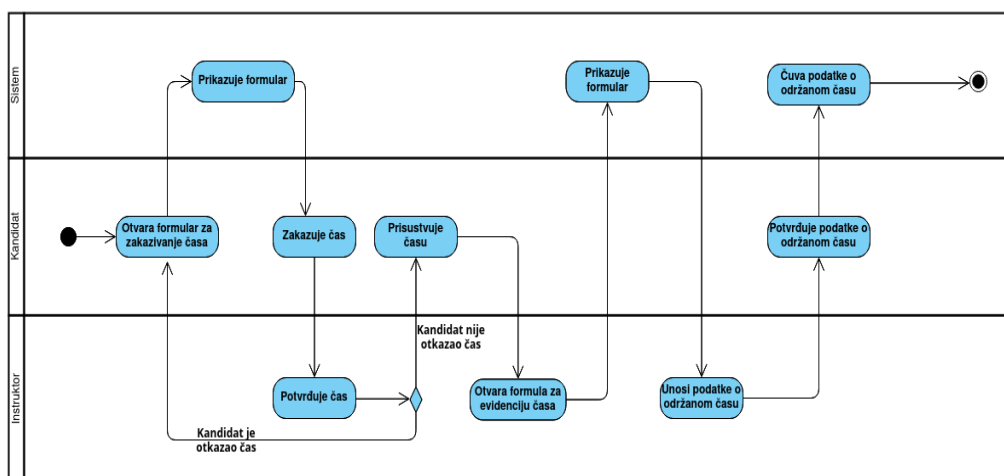 Sistem
Prikazuje formular
Prikazuje
formular
Čuva podatke o
održanom času
Kandidat
Otvara formular za
zakazivanje časa
Zakazuje čas
Prisustvuje
času
Potvrđuje podatke o
održanom času
Instruktor
Kandidat nije
otkazao čas
Potvrđuje čas
Otvara formula za
evidenciju časa
Unosi podatke o
održanom času
Kandidat je
otkazao čas